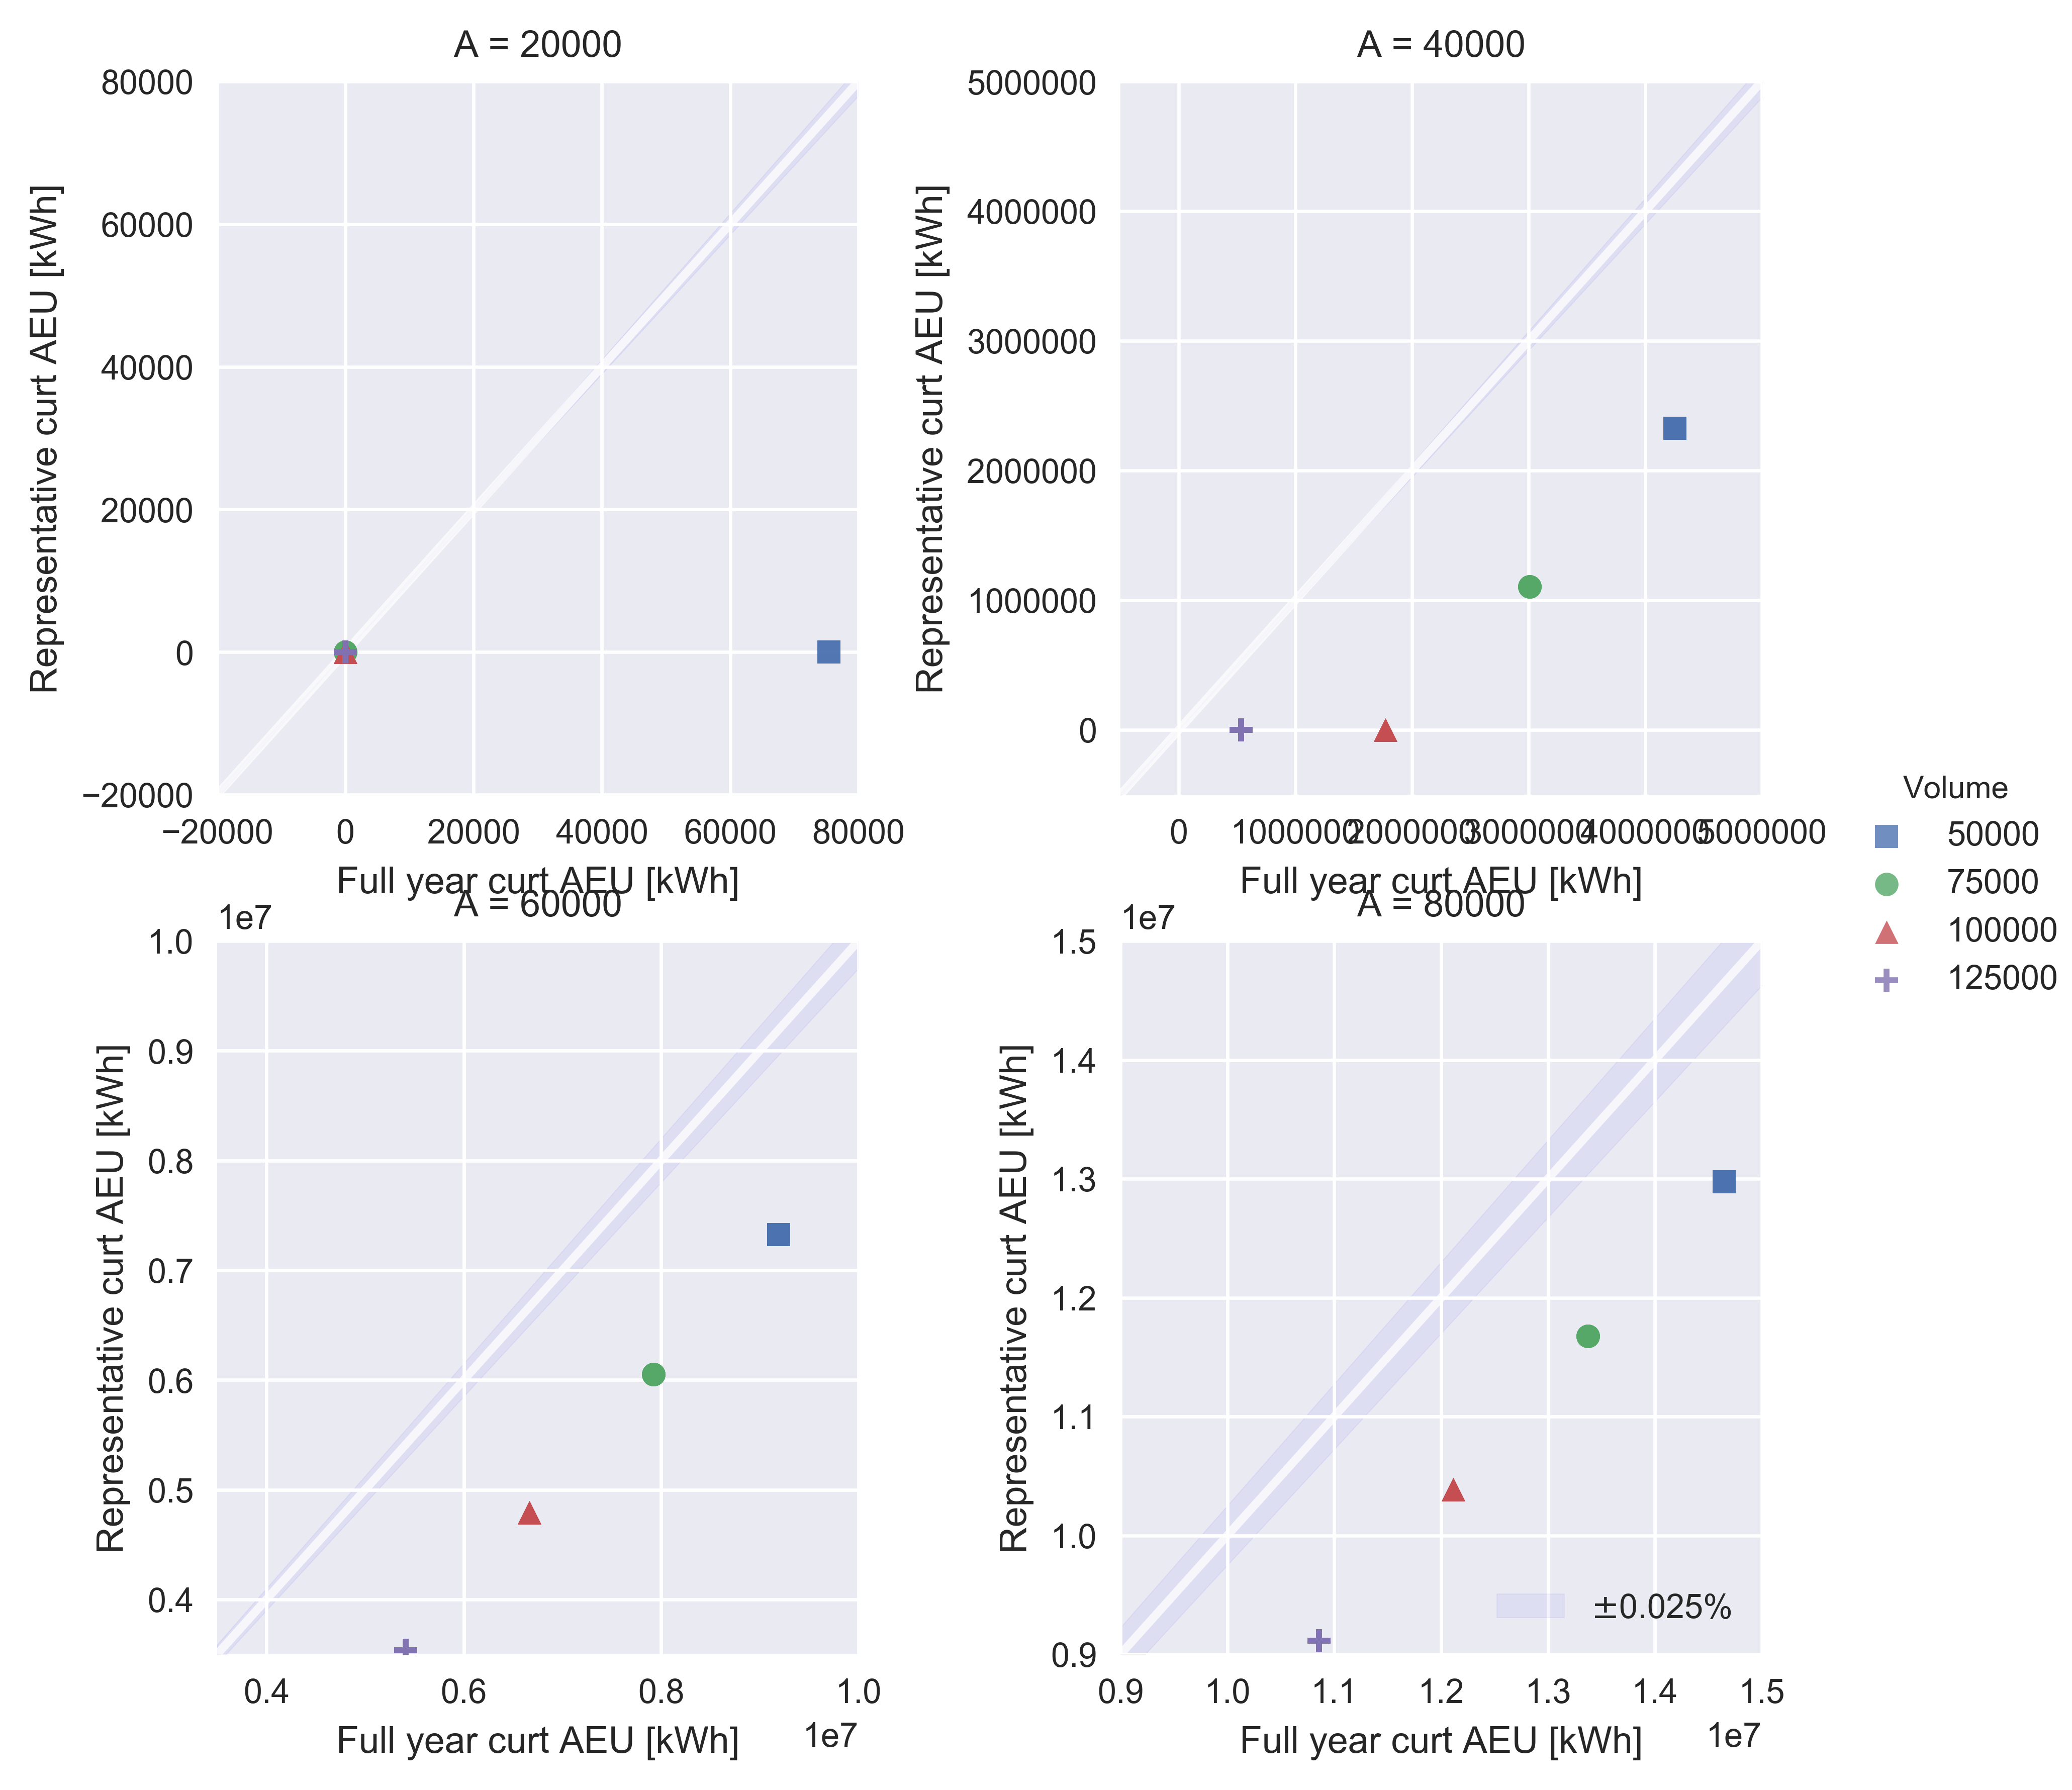 A = 20000
80000
60000
40000
20000
0
−20000
−20000 0 20000 40000 60000 80000
Representative curt AEU [kWh]
Full year curt AEU [kWh]
A = 40000
5000000
4000000
3000000
2000000
1000000
0
0 1000000 2000000 3000000 4000000 5000000
Representative curt AEU [kWh]
Full year curt AEU [kWh]
A = 60000
1e7
1.0
0.9
0.8
0.7
0.6
0.5
0.4
0.4 0.6 0.8 1.0
1e7
Representative curt AEU [kWh]
Full year curt AEU [kWh]
A = 80000
1e7
1.5
1.4
1.3
1.2
1.1
1.0
0.9
0.9 1.0 1.1 1.2 1.3 1.4 1.5
1e7
Representative curt AEU [kWh]
Full year curt AEU [kWh]
±0.025%
Volume
50000
75000
100000
125000